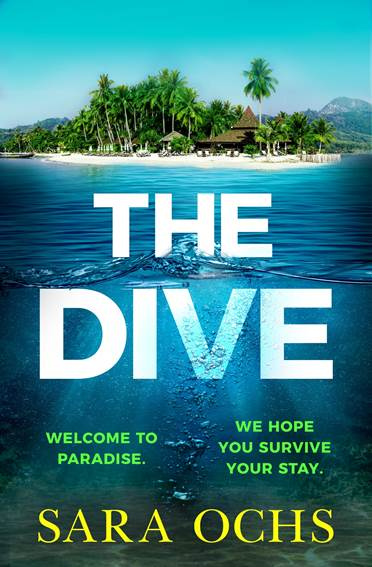 THE
DIVE
WELCOME TO
PARADISE.
WE HOPE
YOU SURVIVE
YOUR STAY.
SARA OCHS